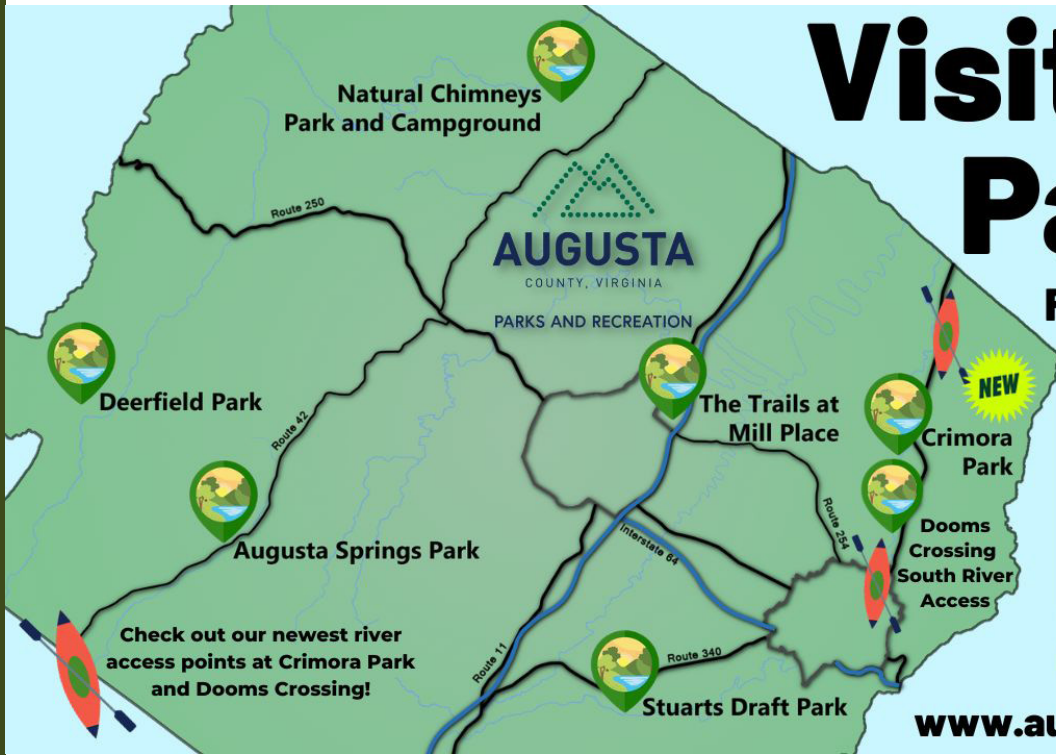 Visit
Pa
F
Natural Chimneys
Park and Campground
Route 250
AUGUSTA
COUNTY, VIRGINIA
PARKS AND RECREATION
Deerfield Park
Route 42
The Trails at
Mill Place
NEW
Crimora
Park
Augusta Springs Park
Interstate 64
Route 254
Dooms
Crossing
South River
Access
Check out our newest river
access points at Crimora Park
and Dooms Crossing!
Route 11
Route 340
Stuarts Draft Park
www.au